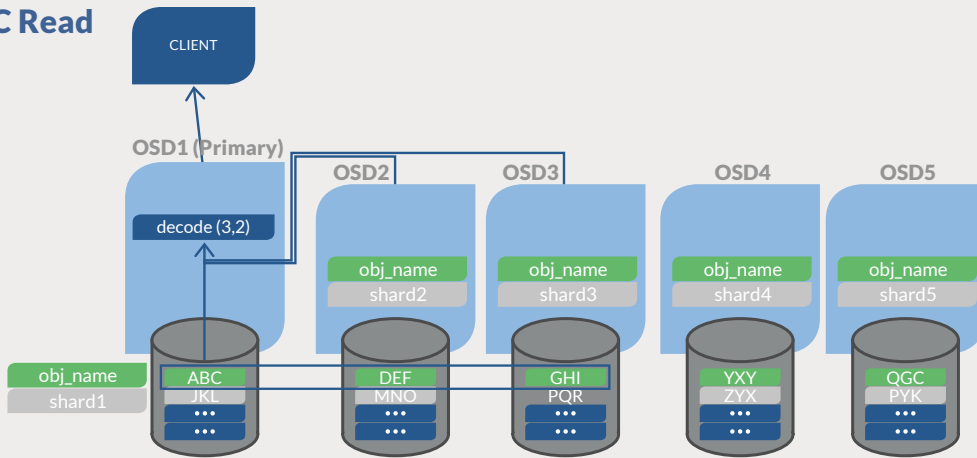 C Read
CLIENT
OSD1 (Primary)
OSD2
OSD3
OSD4
OSD5
decode (3,2)
obj_name
shard2
obj_name
shard3
obj_name
shard4
obj_name
shard5
obj_name
shard1
ABC
JKL
•••
•••
DEF
MNO
•••
•••
GHI
PQR
•••
•••
YXY
ZYX
•••
•••
QGC
PYK
•••
•••